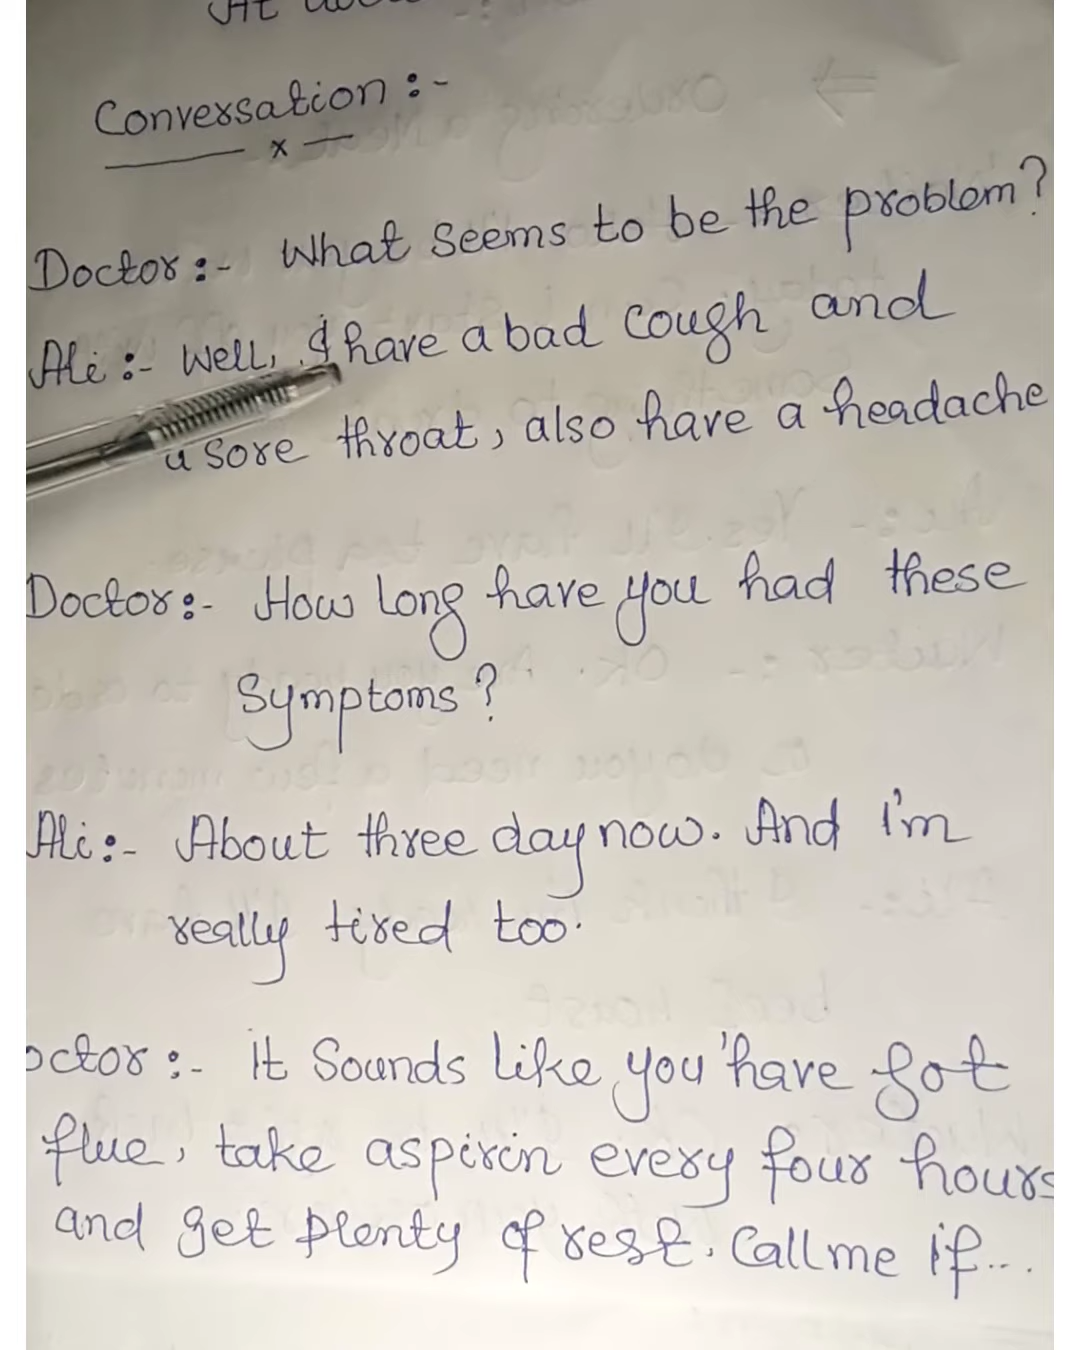 At
Conversation :-
Doctor :- What seems to be the problem?
Ali :- Well, I have a bad cough and
a sore throat, also have a headache
Doctor :- How long have you had these
symptoms?
Ali :- About three day now. And I'm
really tired too.
octor :- It sounds like you'have got
flue, take aspirin every four hours
and get plenty of rest. Call me if...